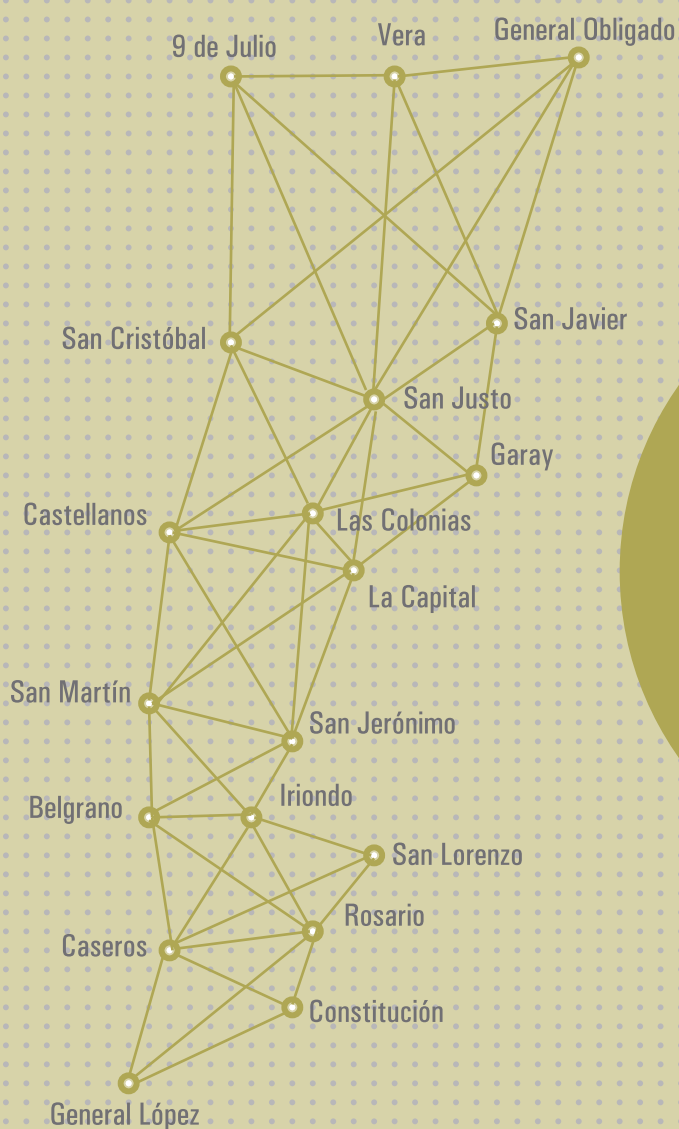 9 de Julio
Vera
General Obligado
San Cristóbal
San Javier
San Justo
Garay
Castellanos
Las Colonias
La Capital
San Martín
San Jerónimo
Iriondo
Belgrano
San Lorenzo
Rosario
Caseros
Constitución
General López